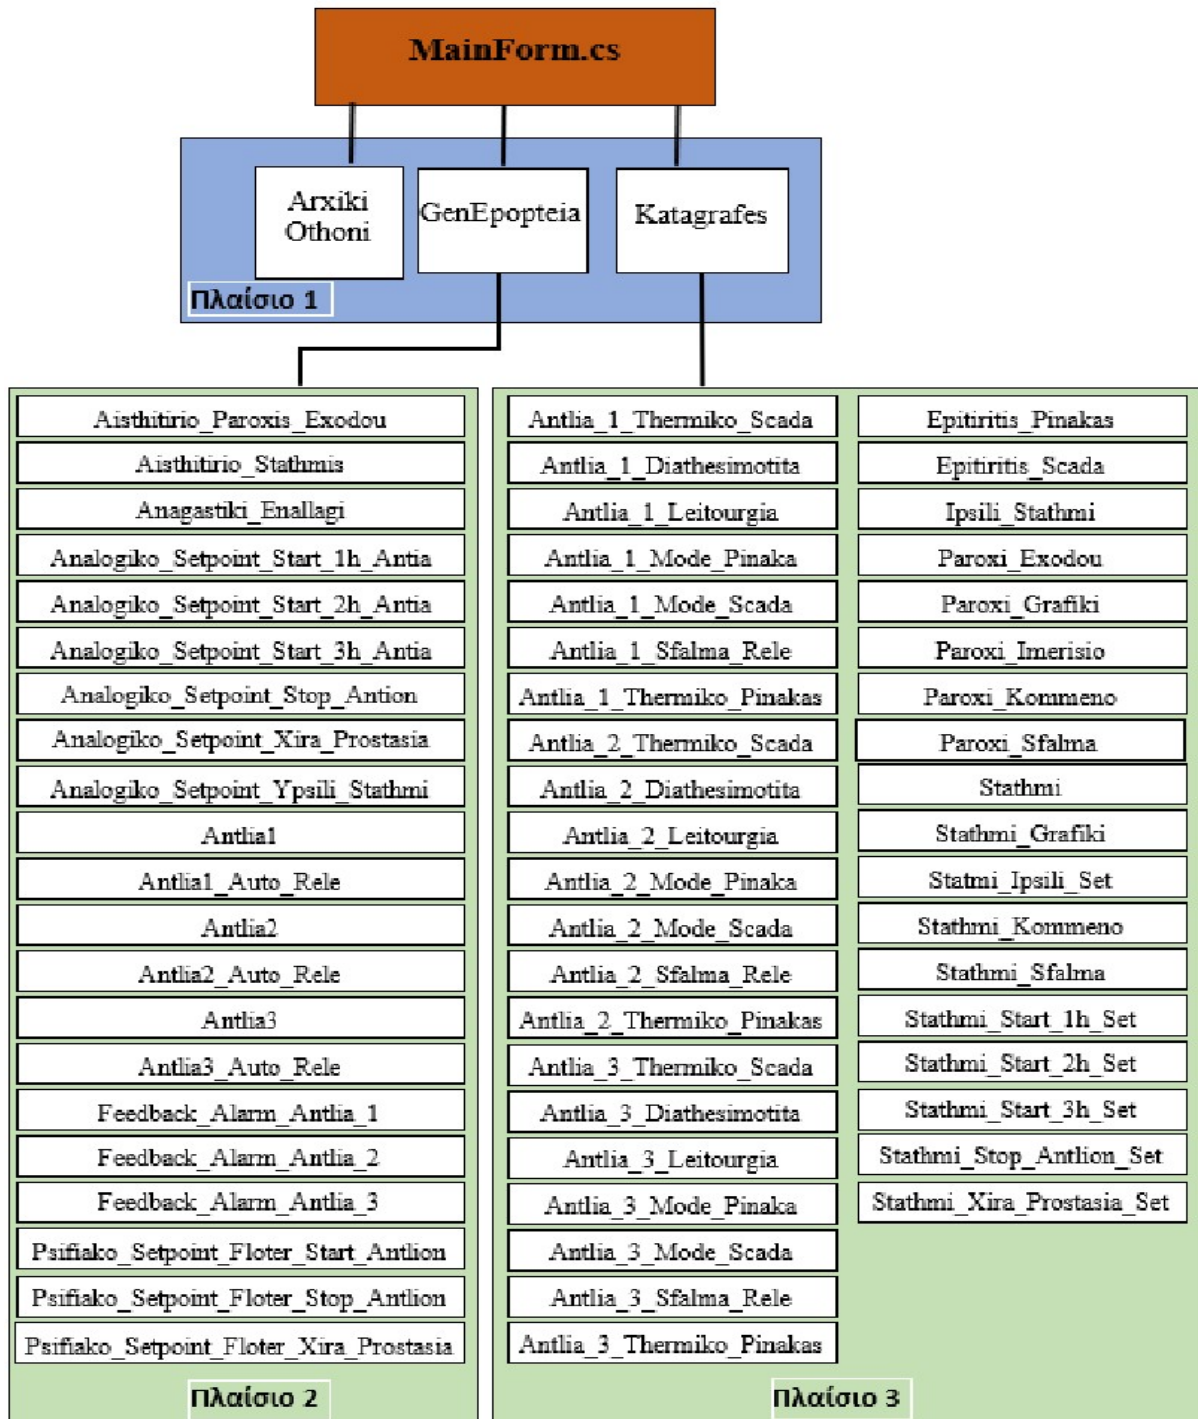 MainForm.cs
Arxiki
Othoni
GenEpopteia
Katagrafes
Πλαίσιο 1
Aisthitirio_Paroxis_Exodou
Aisthitirio_Stathmis
Anagastiki_Enallagi
Analogiko_Setpoint_Start_1h_Antia
Analogiko_Setpoint_Start_2h_Antia
Analogiko_Setpoint_Start_3h_Antia
Analogiko_Setpoint_Stop_Antion
Analogiko_Setpoint_Xira_Prostasia
Analogiko_Setpoint_Ypsili_Stathmi
Antlia1
Antlia1_Auto_Rele
Antlia2
Antlia2_Auto_Rele
Antlia3
Antlia3_Auto_Rele
Feedback_Alarm_Antlia_1
Feedback_Alarm_Antlia_2
Feedback_Alarm_Antlia_3
Psifiako_Setpoint_Floter_Start_Antlion
Psifiako_Setpoint_Floter_Stop_Antlion
Psifiako_Setpoint_Floter_Xira_Prostasia
Πλαίσιο 2
Antlia_1_Thermiko_Scada
Antlia_1_Diathesimotita
Antlia_1_Leitourgia
Antlia_1_Mode_Pinaka
Antlia_1_Mode_Scada
Antlia_1_Sfalma_Rele
Antlia_1_Thermiko_Pinakas
Antlia_2_Thermiko_Scada
Antlia_2_Diathesimotita
Antlia_2_Leitourgia
Antlia_2_Mode_Pinaka
Antlia_2_Mode_Scada
Antlia_2_Sfalma_Rele
Antlia_2_Thermiko_Pinakas
Antlia_3_Thermiko_Scada
Antlia_3_Diathesimotita
Antlia_3_Leitourgia
Antlia_3_Mode_Pinaka
Antlia_3_Mode_Scada
Antlia_3_Sfalma_Rele
Antlia_3_Thermiko_Pinakas
Epitiritis_Pinakas
Epitiritis_Scada
Ipsili_Stathmi
Paroxi_Exodou
Paroxi_Grafiki
Paroxi_Imerisio
Paroxi_Kommeno
Paroxi_Sfalma
Stathmi
Stathmi_Grafiki
Statmi_Ipsili_Set
Stathmi_Kommeno
Stathmi_Sfalma
Stathmi_Start_1h_Set
Stathmi_Start_2h_Set
Stathmi_Start_3h_Set
Stathmi_Stop_Antlion_Set
Stathmi_Xira_Prostasia_Set
Πλαίσιο 3